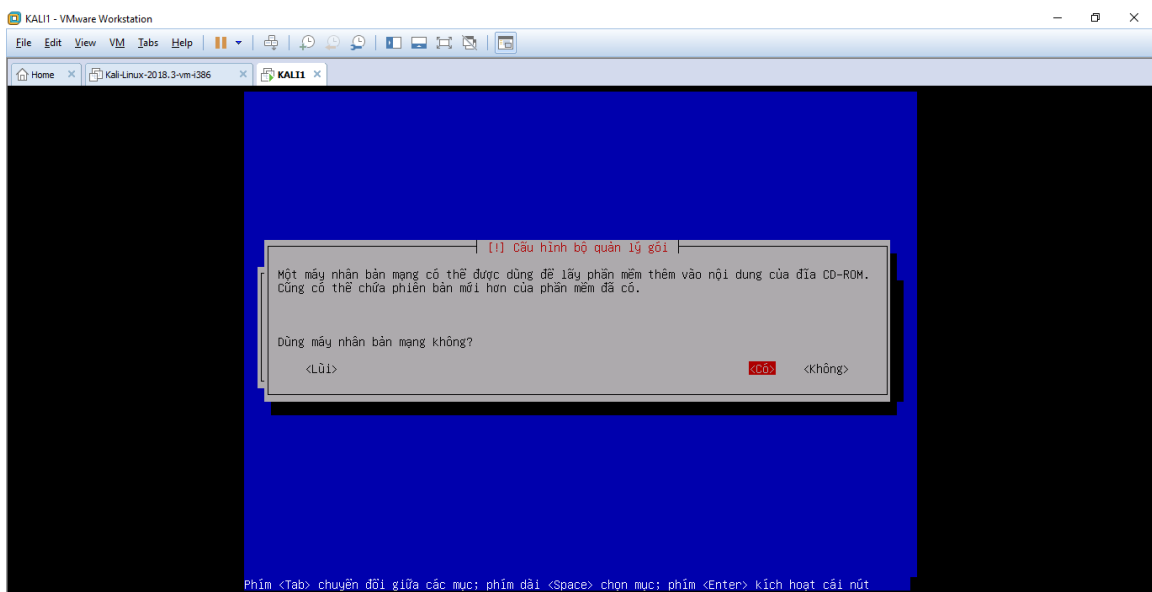 KALI1 - VMware Workstation
File Edit View VM Tabs Help
Home Kali-Linux-2018.3-vm-i386 KALI1
[!] Cấu hình bộ quản lý gói
Một máy nhân bản mạng có thể được dùng để lấy phần mềm thêm vào nội dung của đĩa CD-ROM.
Cũng có thể chứa phiên bản mới hơn của phần mềm đã có.
Dùng máy nhân bản mạng không?
<Lùi> <Có> <Không>
Phím <Tab> chuyển đổi giữa các mục; phím dài <Space> chọn mục; phím <Enter> kích hoạt cái nút